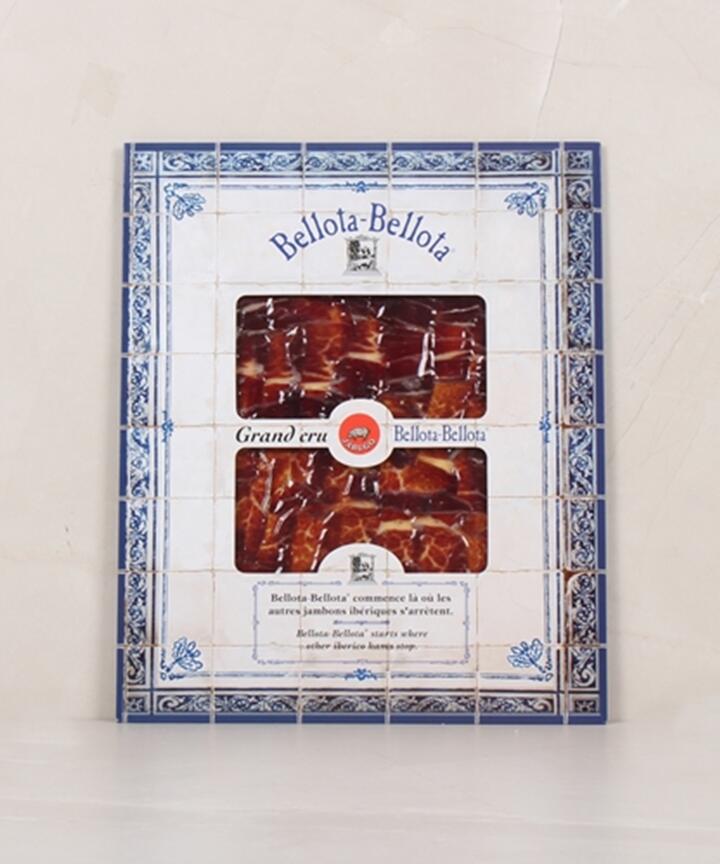 Bellota-Bellota®
Grand cru
JABUGO
Bellota-Bellota®
Bellota-Bellota® commence là où les
autres jambons ibériques s'arrêtent.
Bellota-Bellota® starts where
other iberico hams stop.